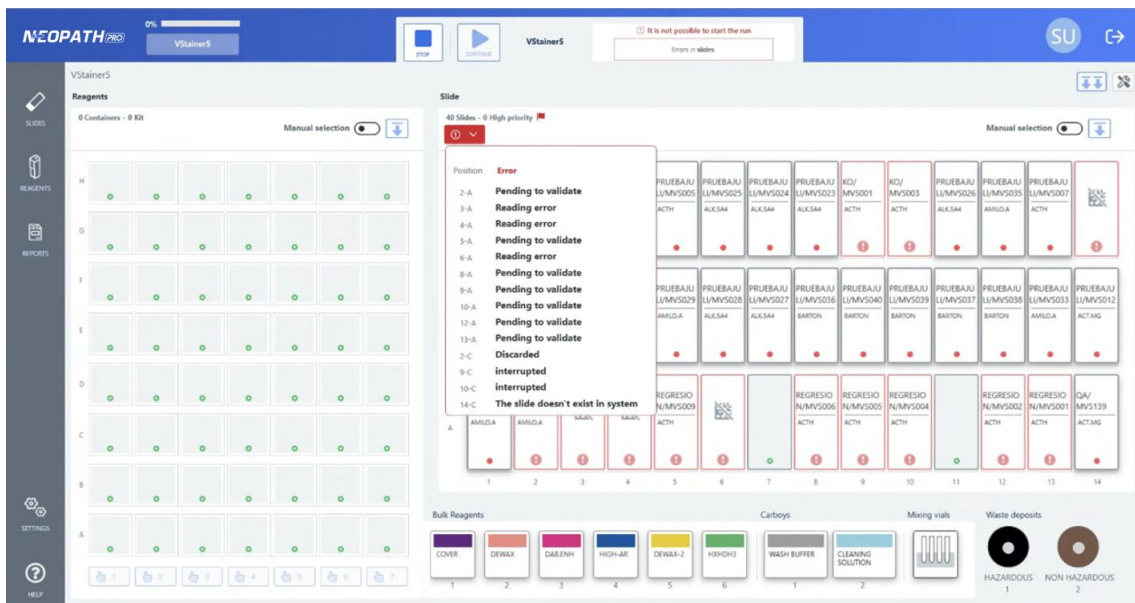 NEOPATH PRO
0%
VStainer5
STOP
CONTINUE
VStainer5
It is not possible to start the run
Errors in slides
SU
SLIDES
REAGENTS
REPORTS
SETTINGS
HELP
VStainer5
Reagents
0 Containers - 0 Kit
Manual selection
H
G
F
E
D
C
B
A
1 2 3 4 5 6 7
Slide
40 Slides - 0 High priority
Manual selection
Position Error
2-A Pending to validate
3-A Reading error
4-A Reading error
5-A Pending to validate
6-A Reading error
8-A Pending to validate
9-A Pending to validate
10-A Pending to validate
12-A Pending to validate
13-A Pending to validate
2-C Discarded
9-C interrupted
10-C interrupted
14-C The slide doesn't exist in system
PRUEBAJU PRUEBAJU PRUEBAJU PRUEBAJU KO/ KO/ PRUEBAJU PRUEBAJU PRUEBAJU
LI/MVS005 LI/MVS025 LI/MVS024 LI/MVS023 MVS001 MVS003 LI/MVS026 LI/MVS035 LI/MVS007
ACTH ALK.5A4 ALK.5A4 ALK.5A4 ACTH ACTH ALK.5A4 AMILO.A ACTH
PRUEBAJU PRUEBAJU PRUEBAJU PRUEBAJU PRUEBAJU PRUEBAJU PRUEBAJU PRUEBAJU PRUEBAJU PRUEBAJU
LI/MVS029 LI/MVS028 LI/MVS027 LI/MVS036 LI/MVS040 LI/MVS039 LI/MVS037 LI/MVS038 LI/MVS033 LI/MVS012
AMILO.A ALK.5A4 ALK.5A4 BARTON BARTON BARTON BARTON BARTON AMILO.A ACT.MG
REGRESIO REGRESIO REGRESIO REGRESIO REGRESIO REGRESIO QA/
N/MVS009 N/MVS006 N/MVS005 N/MVS004 N/MVS002 N/MVS001 MVS139
A AMILO.A AMILO.A ACTH ACTH ACTH ACTH ACTH ACTH ACT.MG
1 2 3 4 5 6 7 8 9 10 11 12 13 14
Bulk Reagents
COVER DEWAX DAB.ENH HIGH-AR DEWAX-2 HXHDH3
1 2 3 4 5 6
Carboys
WASH BUFFER CLEANING
SOLUTION
1 2
Mixing vials
Waste deposits
HAZARDOUS NON HAZARDOUS
1 2